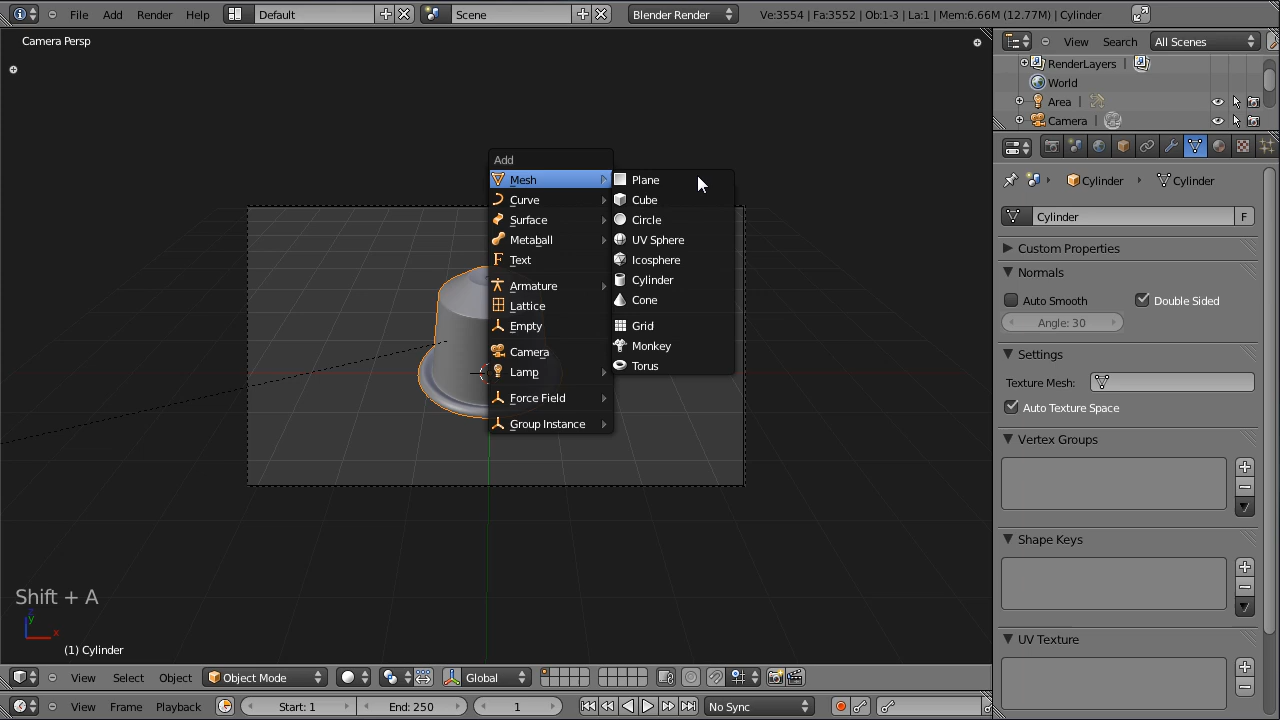 File Add Render Help Default Scene Blender Render Ve:3554 | Fa:3552 | Ob:1-3 | La:1 | Mem:6.66M (12.77M) | Cylinder
Camera Persp
View Search All Scenes
RenderLayers |
World
Area |
Camera |
Add
Mesh
Curve
Surface
Metaball
Text
Armature
Lattice
Empty
Camera
Lamp
Force Field
Group Instance
Plane
Cube
Circle
UV Sphere
Icosphere
Cylinder
Cone
Grid
Monkey
Torus
Cylinder Cylinder
Cylinder F
Custom Properties
Normals
Auto Smooth Double Sided
Angle: 30
Settings
Texture Mesh:
Auto Texture Space
Vertex Groups
Shape Keys
UV Texture
Shift + A
z
y
x
(1) Cylinder
View Select Object Object Mode Global
View Frame Playback Start: 1 End: 250 1 No Sync